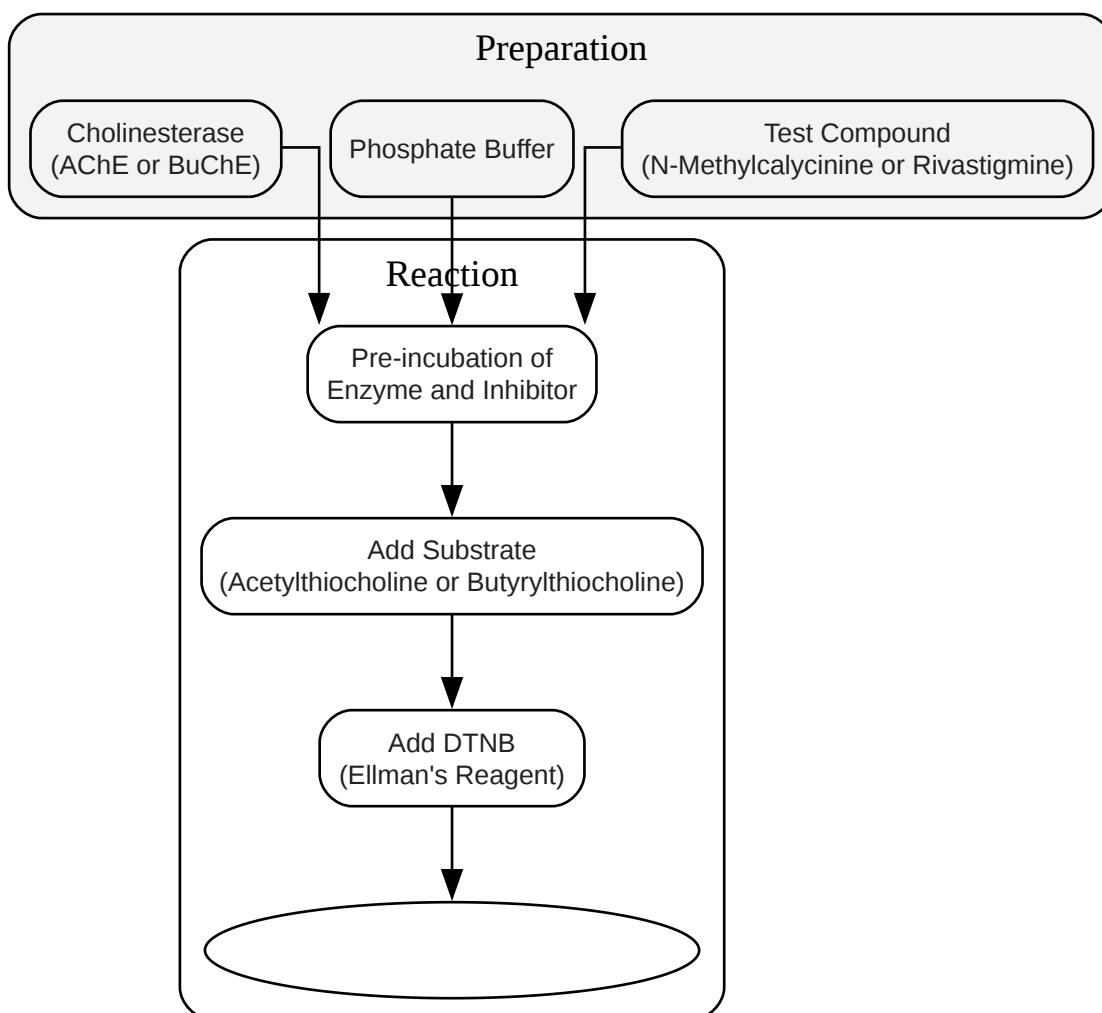 Preparation
Cholinesterase
(AChE or BuChE)
Phosphate Buffer
Test Compound
(N-Methylcalycinine or Rivastigmine)
Reaction
Pre-incubation of
Enzyme and Inhibitor
Add Substrate
(Acetylthiocholine or Butyrylthiocholine)
Add DTNB
(Ellman's Reagent)